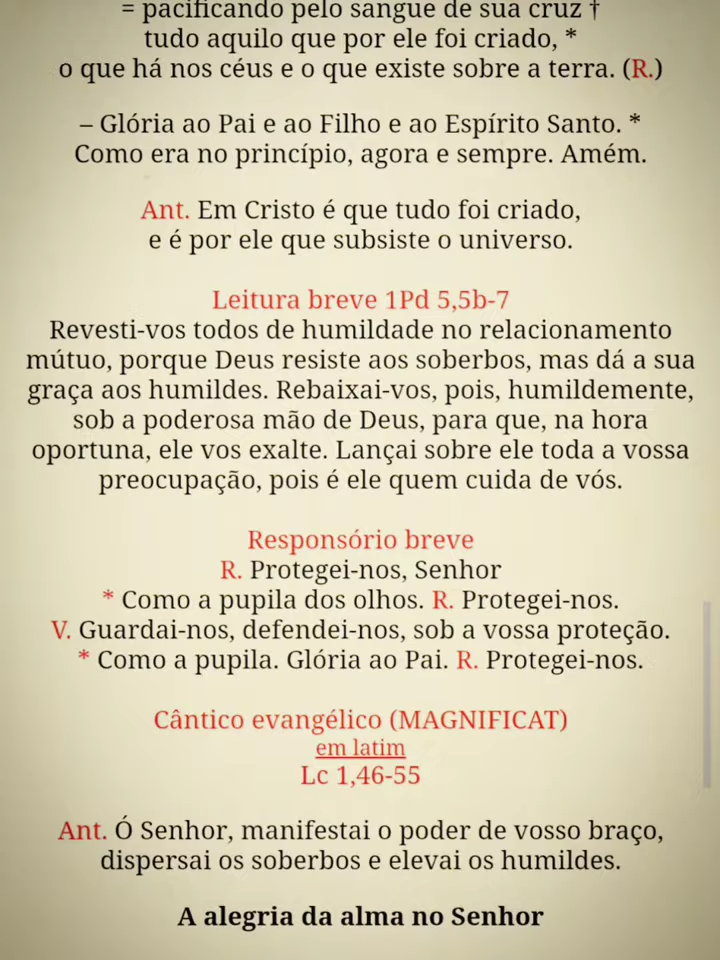 = pacificando pelo sangue de sua cruz †
tudo aquilo que por ele foi criado, *
o que há nos céus e o que existe sobre a terra. (R.)
– Glória ao Pai e ao Filho e ao Espírito Santo. *
Como era no princípio, agora e sempre. Amém.
Ant. Em Cristo é que tudo foi criado,
e é por ele que subsiste o universo.
Leitura breve 1Pd 5,5b-7
Revesti-vos todos de humildade no relacionamento
mútuo, porque Deus resiste aos soberbos, mas dá a sua
graça aos humildes. Rebaixai-vos, pois, humildemente,
sob a poderosa mão de Deus, para que, na hora
oportuna, ele vos exalte. Lançai sobre ele toda a vossa
preocupação, pois é ele quem cuida de vós.
Responsório breve
R. Protegei-nos, Senhor
* Como a pupila dos olhos. R. Protegei-nos.
V. Guardai-nos, defendei-nos, sob a vossa proteção.
* Como a pupila. Glória ao Pai. R. Protegei-nos.
Cântico evangélico (MAGNIFICAT)
em latim
Lc 1,46-55
Ant. Ó Senhor, manifestai o poder de vosso braço,
dispersai os soberbos e elevai os humildes.
A alegria da alma no Senhor